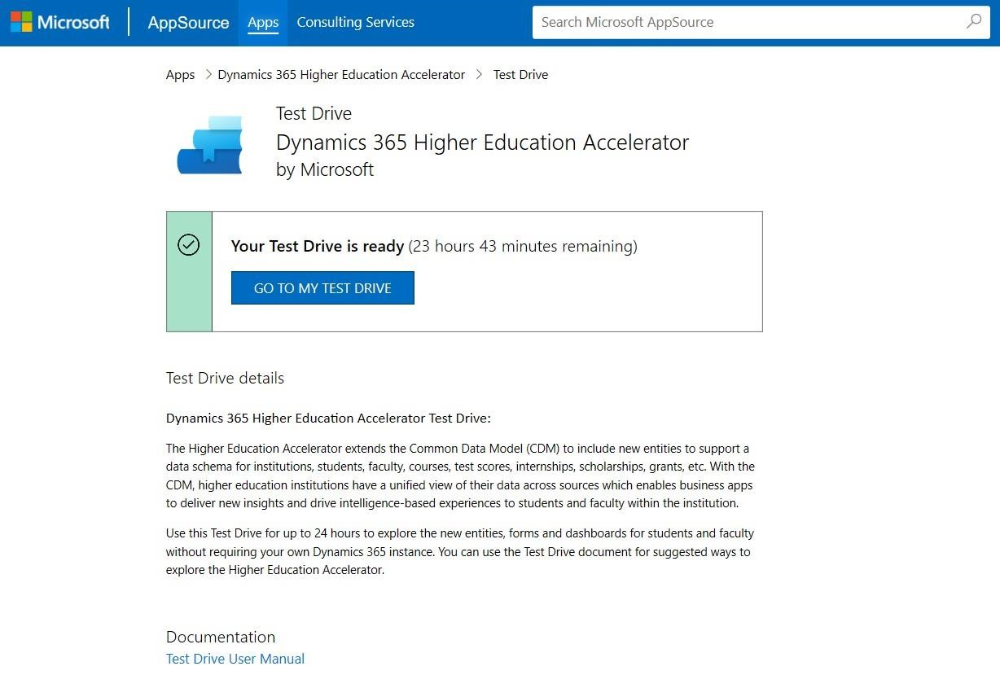 Microsoft
AppSource
Apps
Consulting Services
Search Microsoft AppSource
Apps > Dynamics 365 Higher Education Accelerator > Test Drive
Test Drive
Dynamics 365 Higher Education Accelerator
by Microsoft
Your Test Drive is ready (23 hours 43 minutes remaining)
GO TO MY TEST DRIVE
Test Drive details
Dynamics 365 Higher Education Accelerator Test Drive:
The Higher Education Accelerator extends the Common Data Model (CDM) to include new entities to support a
data schema for institutions, students, faculty, courses, test scores, internships, scholarships, grants, etc. With the
CDM, higher education institutions have a unified view of their data across sources which enables business apps
to deliver new insights and drive intelligence-based experiences to students and faculty within the institution.
Use this Test Drive for up to 24 hours to explore the new entities, forms and dashboards for students and faculty
without requiring your own Dynamics 365 instance. You can use the Test Drive document for suggested ways to
explore the Higher Education Accelerator.
Documentation
Test Drive User Manual